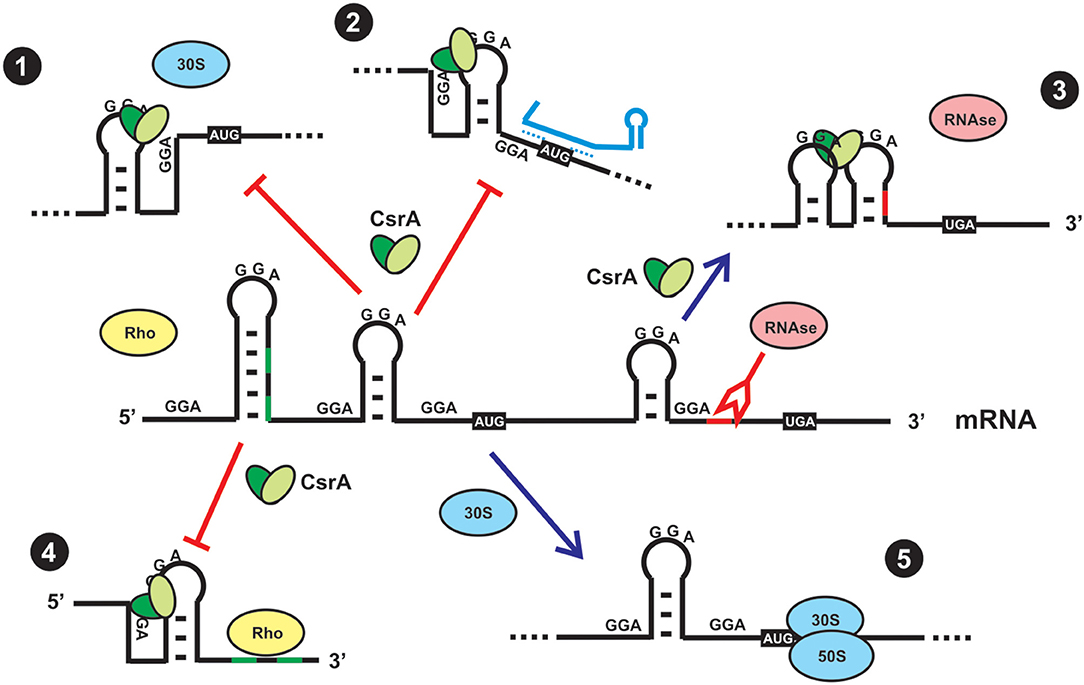 1
30S
G G A
GGA
AUG
2
G G A
GGA
GGA
AUG
3
RNAse
G G A
G G A
UGA
3’
CsrA
CsrA
Rho
G G A
G G A
G G A
RNAse
5’
GGA
GGA
GGA
AUG
GGA
UGA
3’
mRNA
CsrA
30S
4
G A
5’
GA
Rho
3’
5
G G A
GGA
GGA
AUG
30S
50S